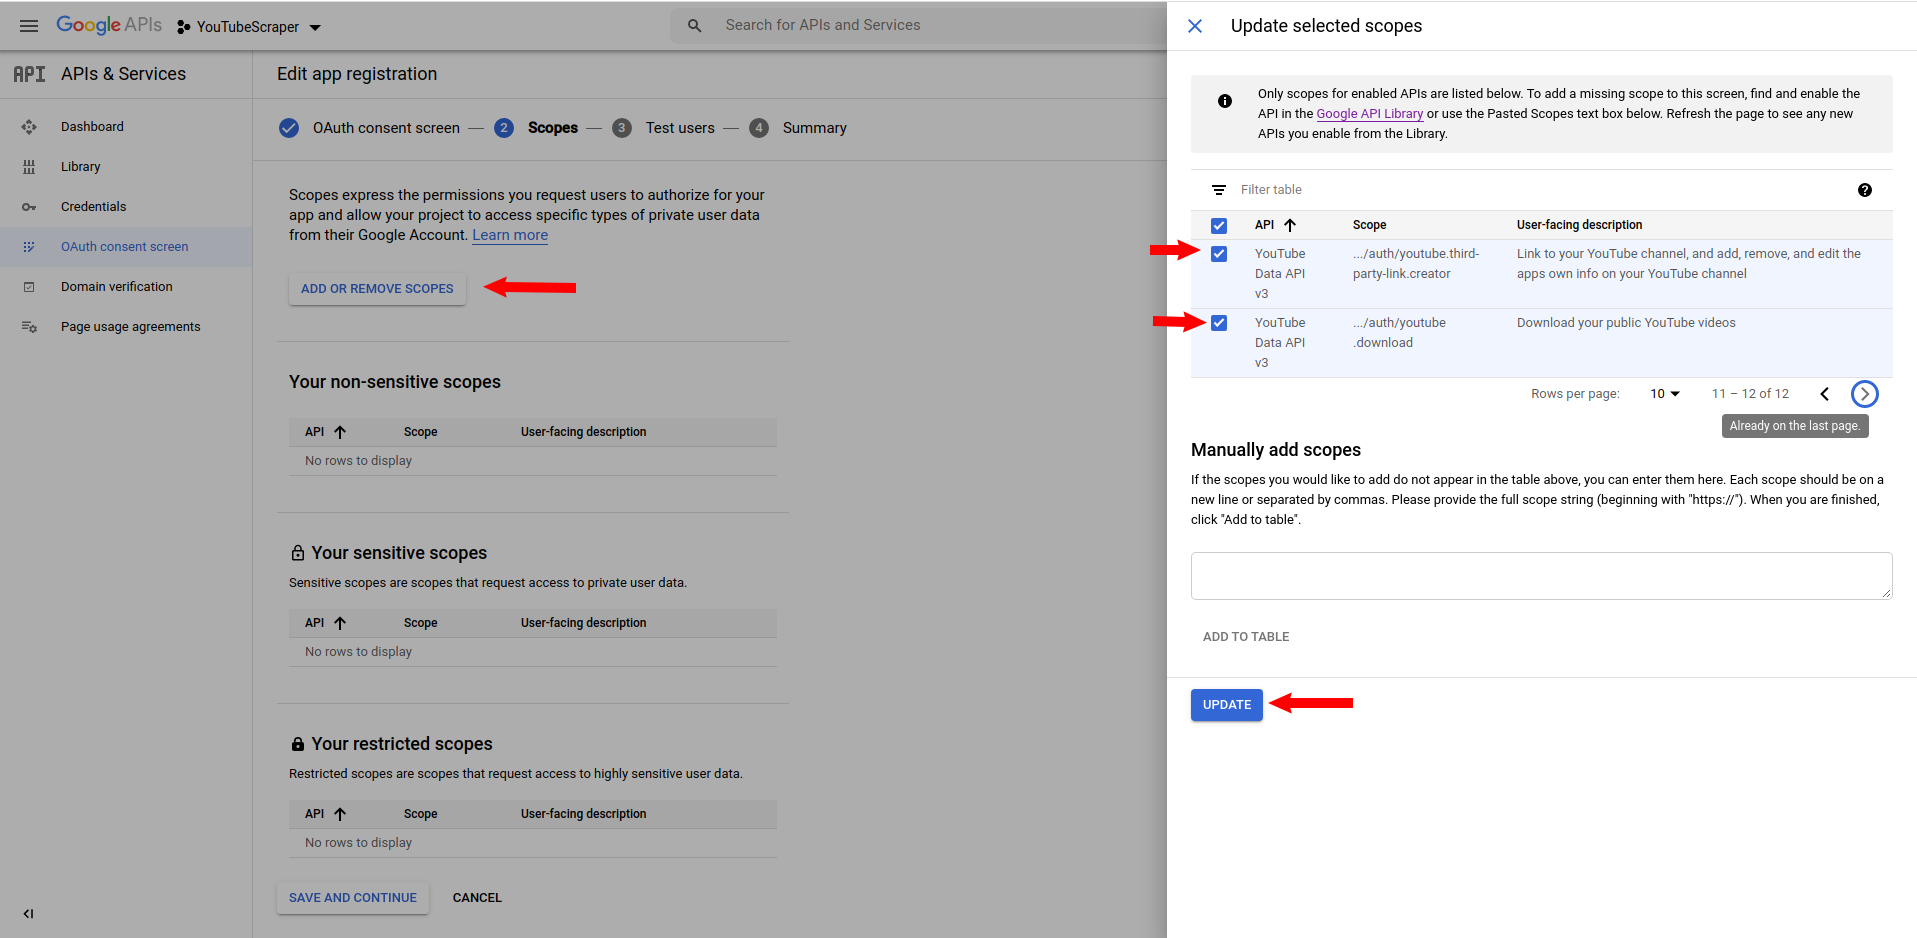 Google APIs
YouTubeScraper
Search for APIs and Services
API
APIs & Services
Dashboard
Library
Credentials
OAuth consent screen
Domain verification
Page usage agreements
Edit app registration
OAuth consent screen — 2 Scopes — 3 Test users — 4 Summary
Scopes express the permissions you request users to authorize for your
app and allow your project to access specific types of private user data
from their Google Account. Learn more
ADD OR REMOVE SCOPES
Your non-sensitive scopes
API Scope User-facing description
No rows to display
Your sensitive scopes
Sensitive scopes are scopes that request access to private user data.
API Scope User-facing description
No rows to display
Your restricted scopes
Restricted scopes are scopes that request access to highly sensitive user data.
API Scope User-facing description
No rows to display
SAVE AND CONTINUE CANCEL
Update selected scopes
Only scopes for enabled APIs are listed below. To add a missing scope to this screen, find and enable the
API in the Google API Library or use the Pasted Scopes text box below. Refresh the page to see any new
APIs you enable from the Library.
Filter table
API Scope User-facing description
YouTube .../auth/youtube.third- Link to your YouTube channel, and add, remove, and edit the
Data API party-link.creator apps own info on your YouTube channel
v3
YouTube .../auth/youtube Download your public YouTube videos
Data API .download
v3
Rows per page: 10 11 – 12 of 12
Already on the last page.
Manually add scopes
If the scopes you would like to add do not appear in the table above, you can enter them here. Each scope should be on a
new line or separated by commas. Please provide the full scope string (beginning with "https://"). When you are finished,
click "Add to table".
ADD TO TABLE
UPDATE